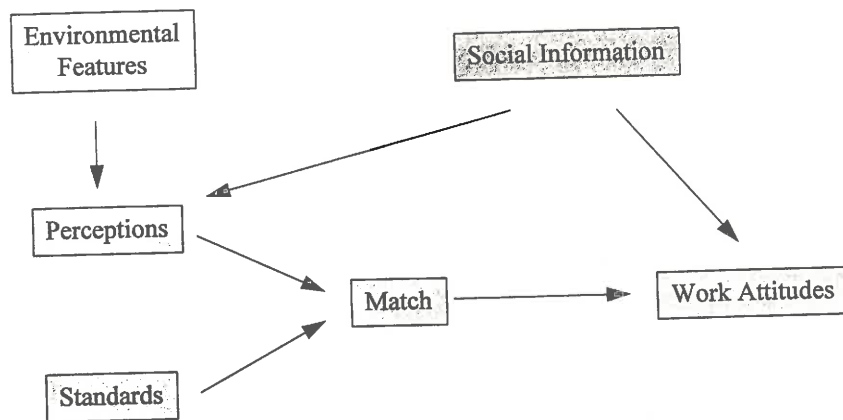 Environmental
Features
Social Information
Perceptions
Match
Work Attitudes
Standards